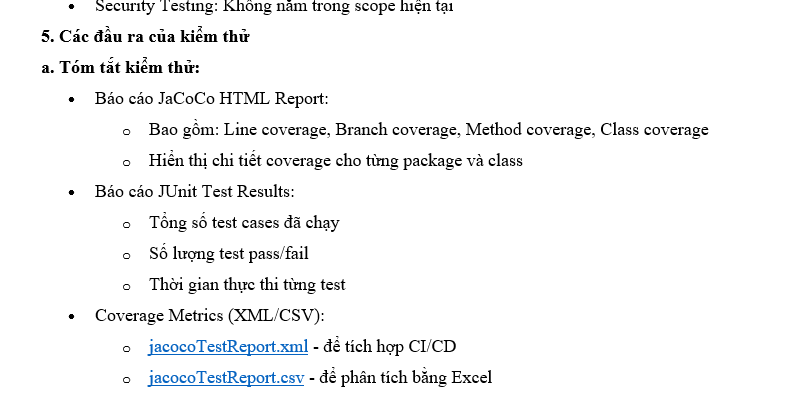 • Security Testing: Không nằm trong scope hiện tại
5. Các đầu ra của kiểm thử
a. Tóm tắt kiểm thử:
• Báo cáo JaCoCo HTML Report:
o Bao gồm: Line coverage, Branch coverage, Method coverage, Class coverage
o Hiển thị chi tiết coverage cho từng package và class
• Báo cáo JUnit Test Results:
o Tổng số test cases đã chạy
o Số lượng test pass/fail
o Thời gian thực thi từng test
• Coverage Metrics (XML/CSV):
o jacocoTestReport.xml - để tích hợp CI/CD
o jacocoTestReport.csv - để phân tích bằng Excel